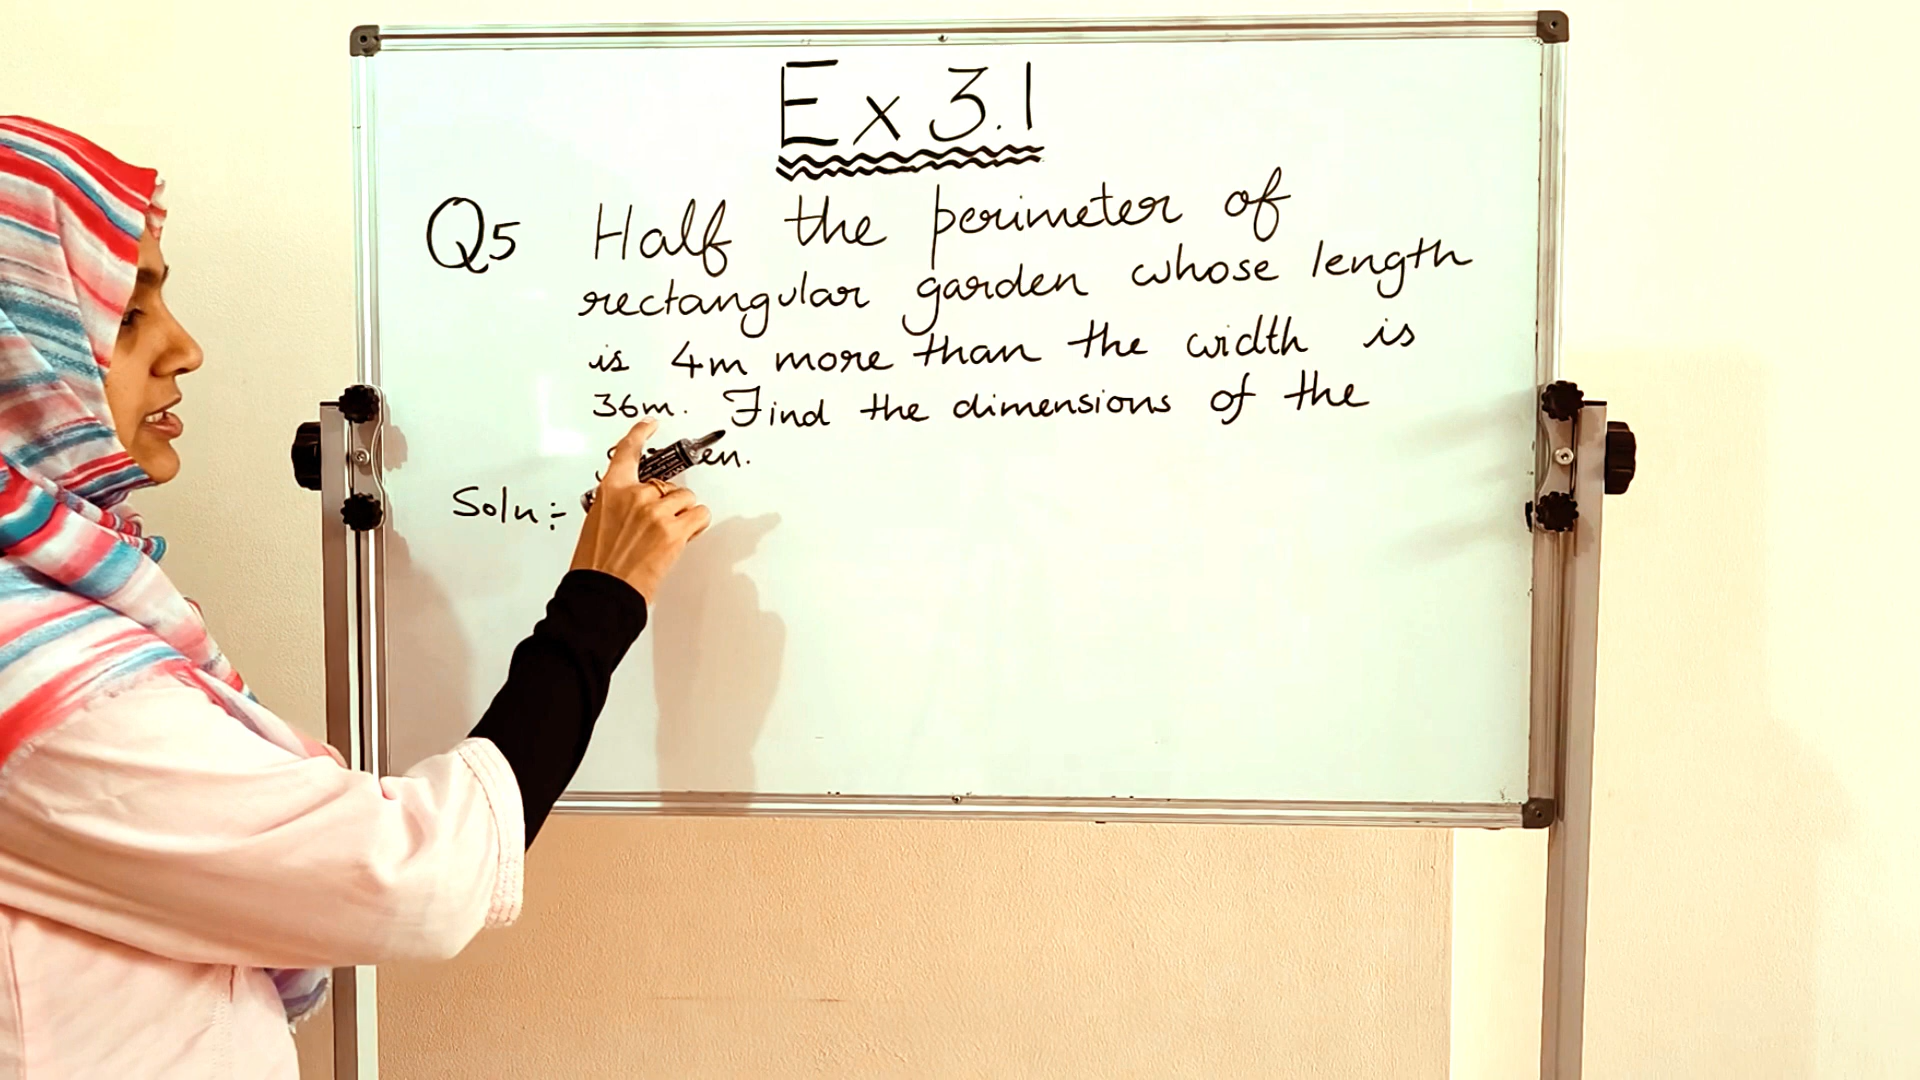 Ex 3.1
Q5 Half the perimeter of
rectangular garden whose length
is 4m more than the width is
36m. Find the dimensions of the
Soln :-